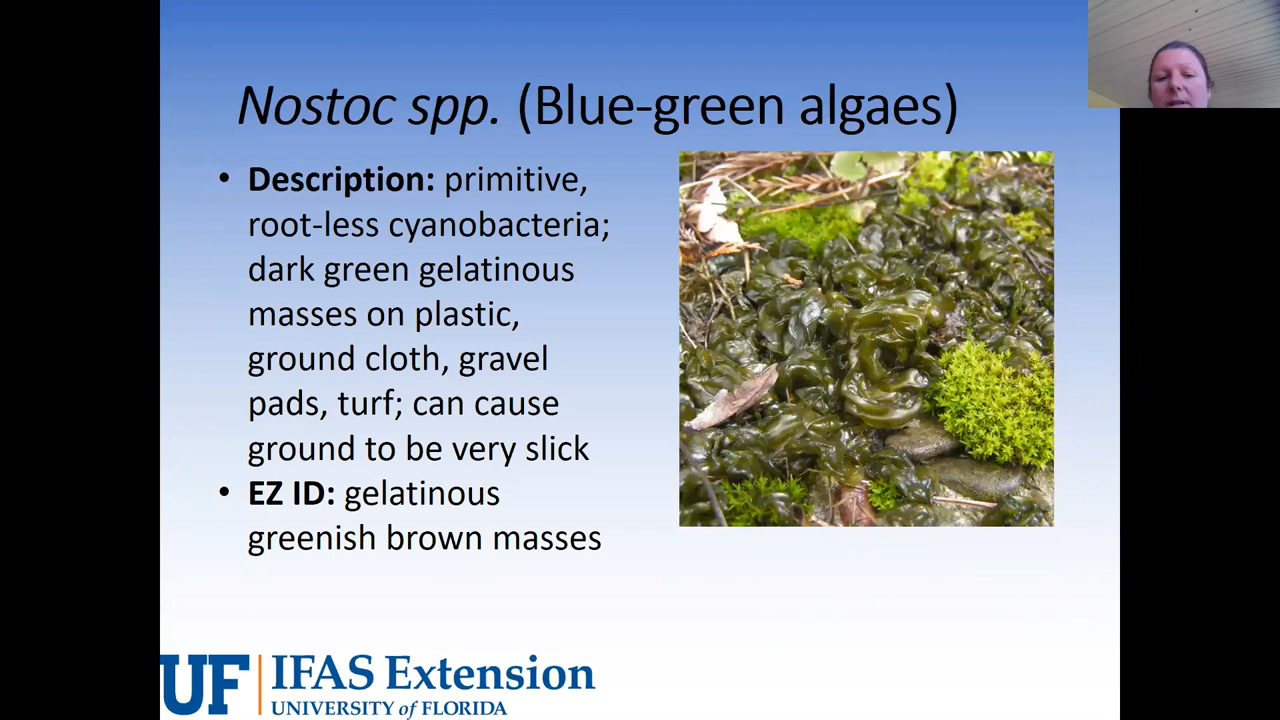 Nostoc spp. (Blue-green algaes)
• Description: primitive,
root-less cyanobacteria;
dark green gelatinous
masses on plastic,
ground cloth, gravel
pads, turf; can cause
ground to be very slick
• EZ ID: gelatinous
greenish brown masses
UF IFAS Extension
UNIVERSITY of FLORIDA